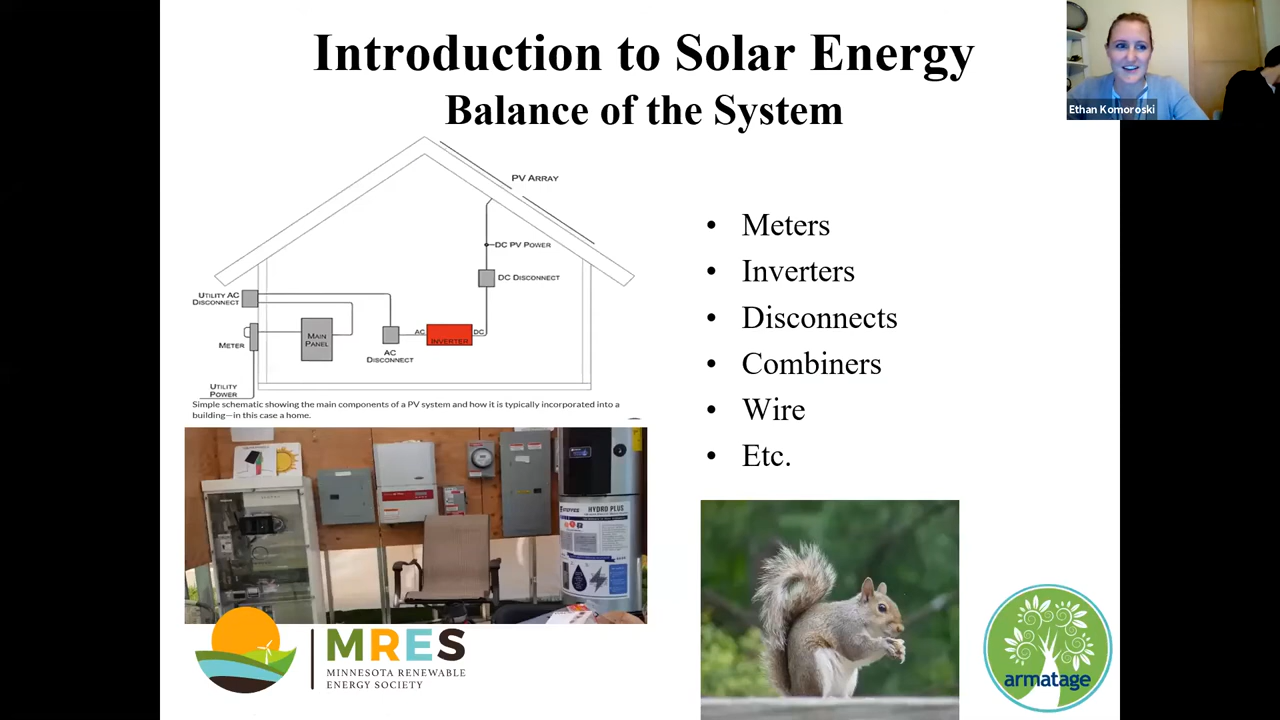 Introduction to Solar Energy
Balance of the System
Ethan Komoroski
PV ARRAY
DC PV POWER
DC DISCONNECT
UTILITY AC
DISCONNECT
METER
MAIN
PANEL
AC
DC
INVERTER
AC
DISCONNECT
UTILITY
POWER
Simple schematic showing the main components of a PV system and how it is typically incorporated into a
building—in this case a home.
• Meters
• Inverters
• Disconnects
• Combiners
• Wire
• Etc.
HYDRO PLUS
MRES
MINNESOTA RENEWABLE
ENERGY SOCIETY
armatage